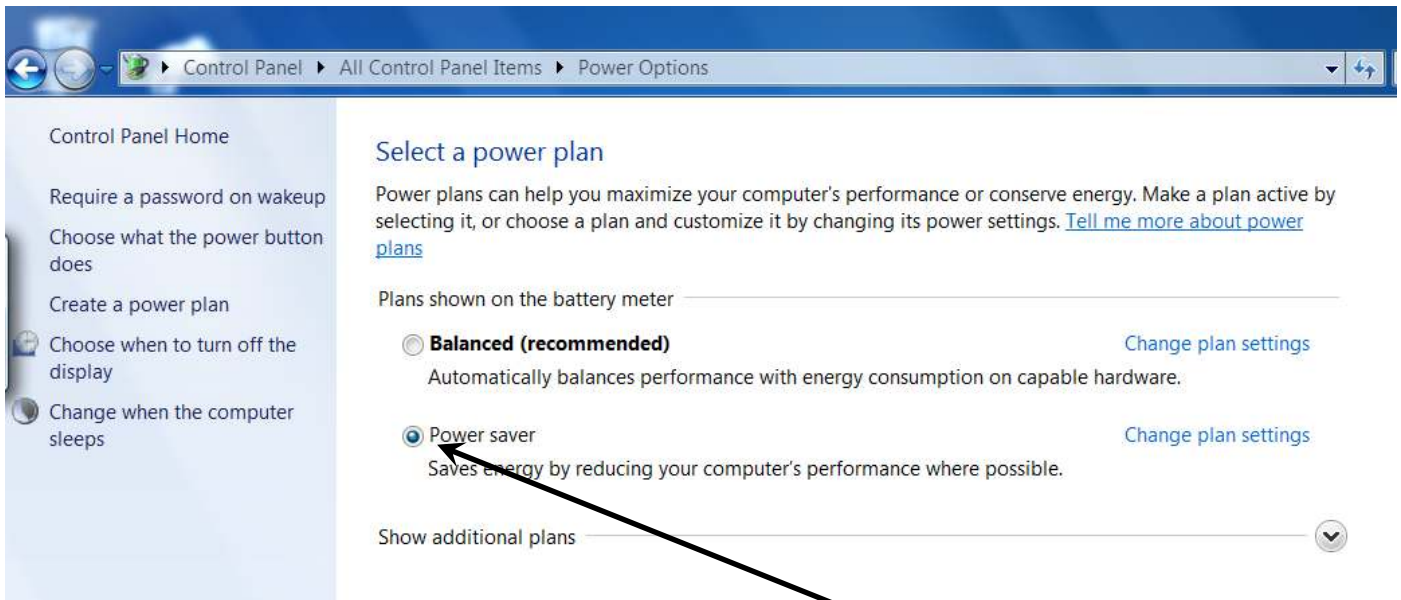 Control Panel ▸ All Control Panel Items ▸ Power Options
Control Panel Home
Require a password on wakeup
Choose what the power button
does
Create a power plan
Choose when to turn off the
display
Change when the computer
sleeps
Select a power plan
Power plans can help you maximize your computer's performance or conserve energy. Make a plan active by
selecting it, or choose a plan and customize it by changing its power settings. Tell me more about power
plans
Plans shown on the battery meter
Balanced (recommended) Change plan settings
Automatically balances performance with energy consumption on capable hardware.
Power saver Change plan settings
Saves energy by reducing your computer's performance where possible.
Show additional plans